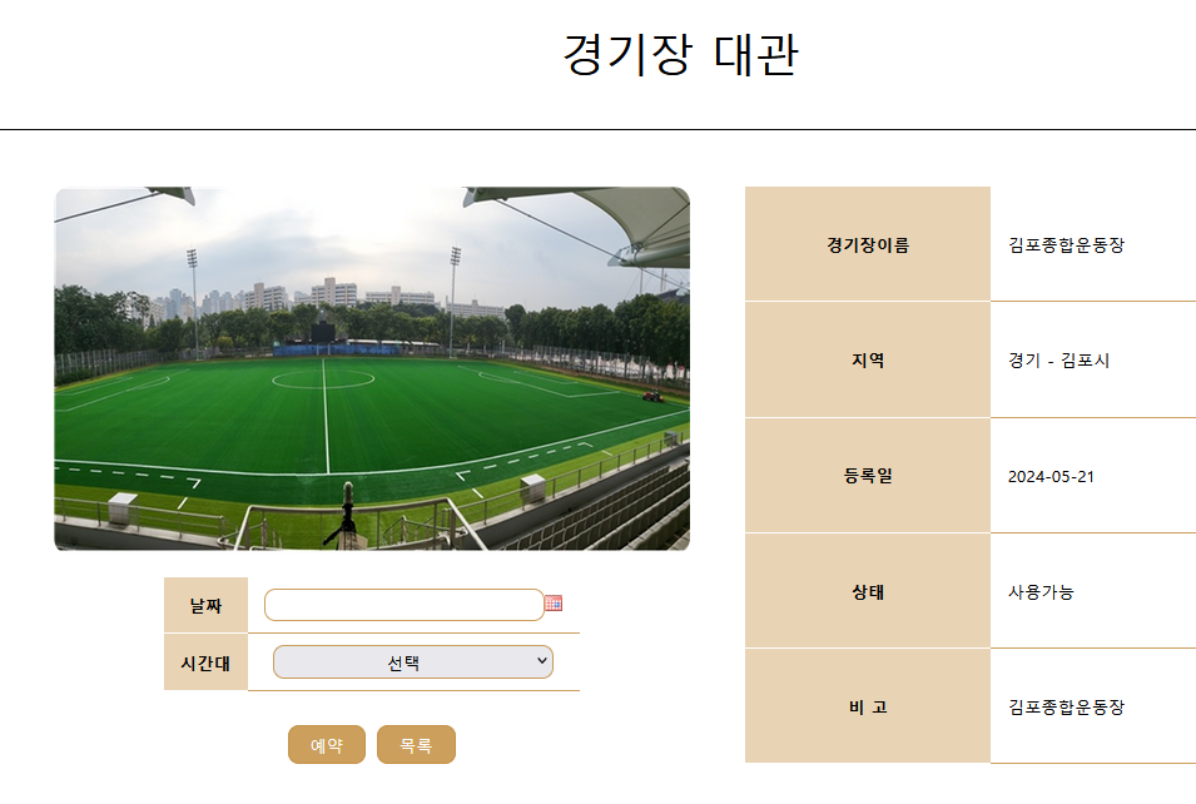 경기장 대관
경기장이름 김포종합운동장
지역 경기 - 김포시
등록일 2024-05-21
상태 사용가능
비 고 김포종합운동장
날짜
시간대 선택
예약 목록